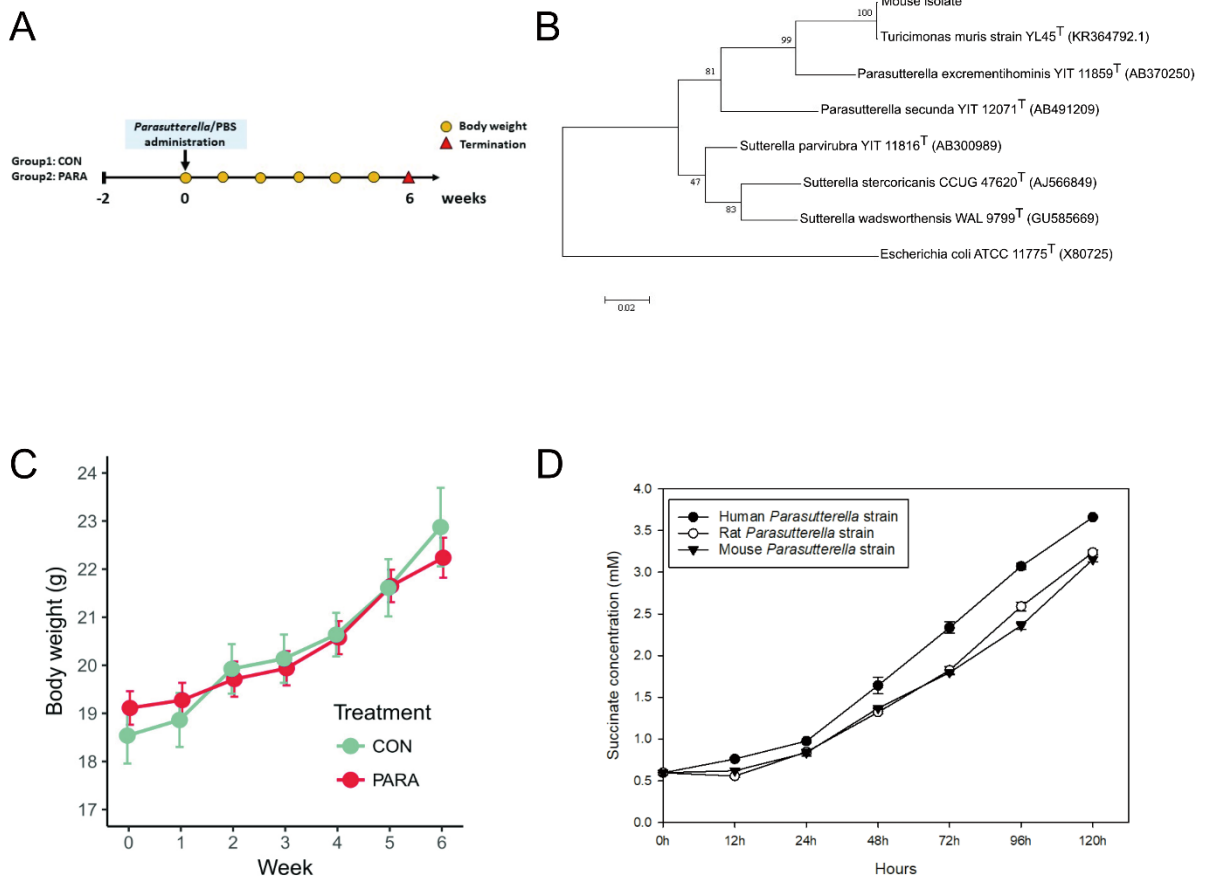 A
Parasutterella/PBS
administration
Body weight
Termination
Group1: CON
Group2: PARA
-2
0
6
weeks
B
Mouse isolate
Turicimonas muris strain YL45T (KR364792.1)
Parasutterella excrementihominis YIT 11859T (AB370250)
Parasutterella secunda YIT 12071T (AB491209)
Sutterella parvirubra YIT 11816T (AB300989)
Sutterella stercoricanis CCUG 47620T (AJ566849)
Sutterella wadsworthensis WAL 9799T (GU585669)
Escherichia coli ATCC 11775T (X80725)
100
99
81
47
83
0.02
C
Body weight (g)
24
23
22
21
20
19
18
17
Treatment
CON
PARA
0 1 2 3 4 5 6
Week
D
Succinate concentration (mM)
4.0
3.5
3.0
2.5
2.0
1.5
1.0
0.5
0.0
Human Parasutterella strain
Rat Parasutterella strain
Mouse Parasutterella strain
0h 12h 24h 48h 72h 96h 120h
Hours